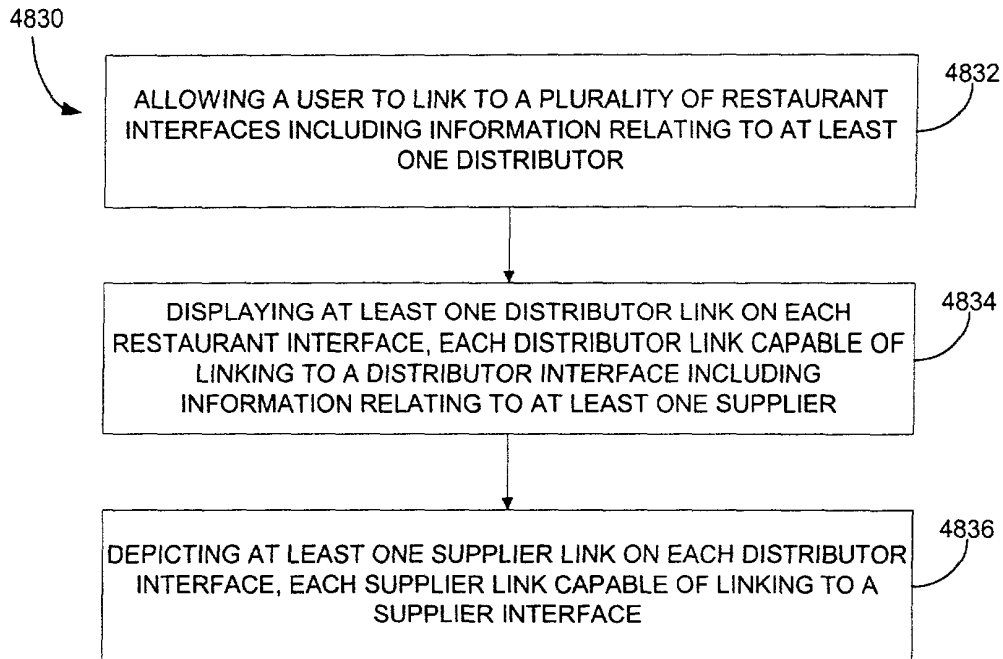 4830
4832
ALLOWING A USER TO LINK TO A PLURALITY OF RESTAURANT
INTERFACES INCLUDING INFORMATION RELATING TO AT LEAST
ONE DISTRIBUTOR
4834
DISPLAYING AT LEAST ONE DISTRIBUTOR LINK ON EACH
RESTAURANT INTERFACE, EACH DISTRIBUTOR LINK CAPABLE OF
LINKING TO A DISTRIBUTOR INTERFACE INCLUDING
INFORMATION RELATING TO AT LEAST ONE SUPPLIER
4836
DEPICTING AT LEAST ONE SUPPLIER LINK ON EACH DISTRIBUTOR
INTERFACE, EACH SUPPLIER LINK CAPABLE OF LINKING TO A
SUPPLIER INTERFACE